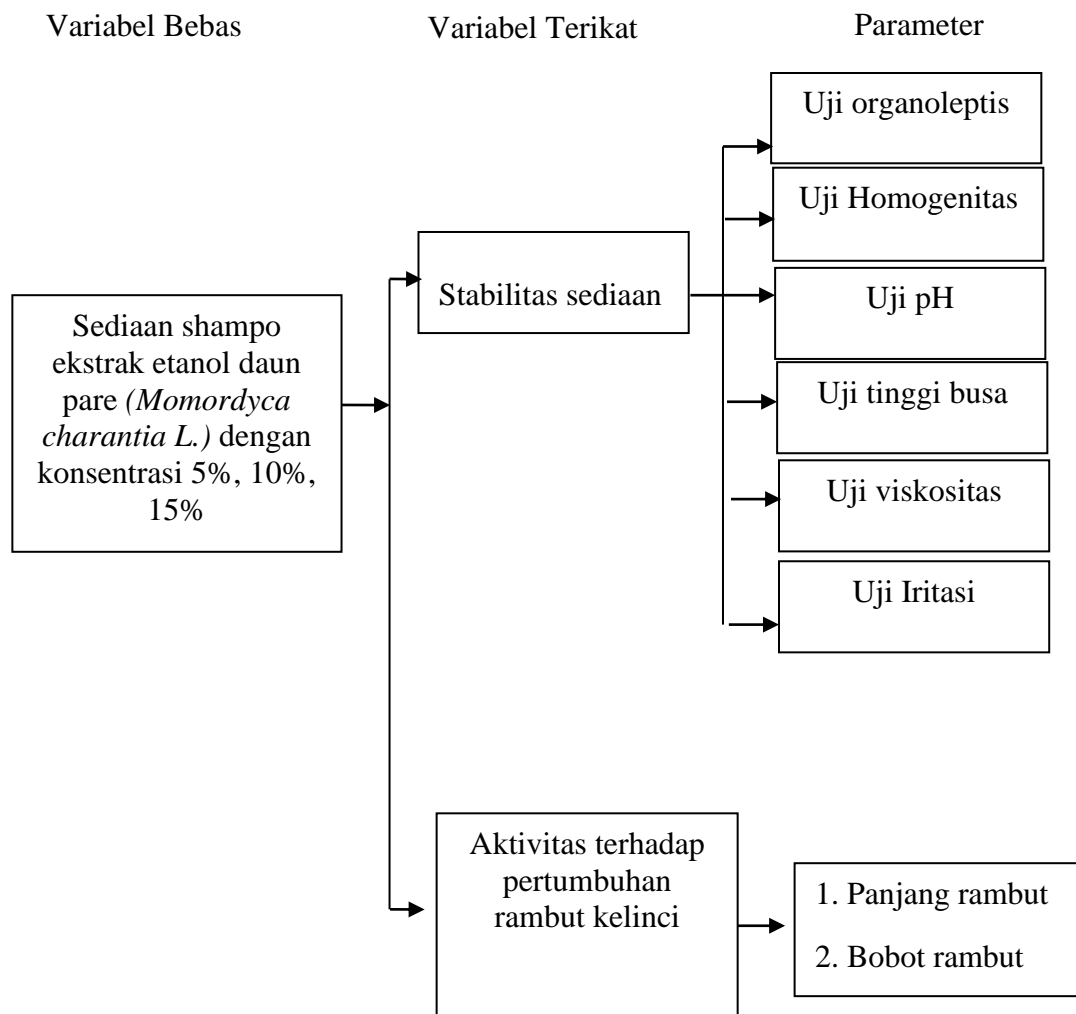 Variabel Bebas
Variabel Terikat
Parameter
Sediaan shampo
ekstrak etanol daun
pare (Momordyca
charantia L.) dengan
konsentrasi 5%, 10%,
15%
Stabilitas sediaan
Uji organoleptis
Uji Homogenitas
Uji pH
Uji tinggi busa
Uji viskositas
Uji Iritasi
Aktivitas terhadap
pertumbuhan
rambut kelinci
1. Panjang rambut
2. Bobot rambut